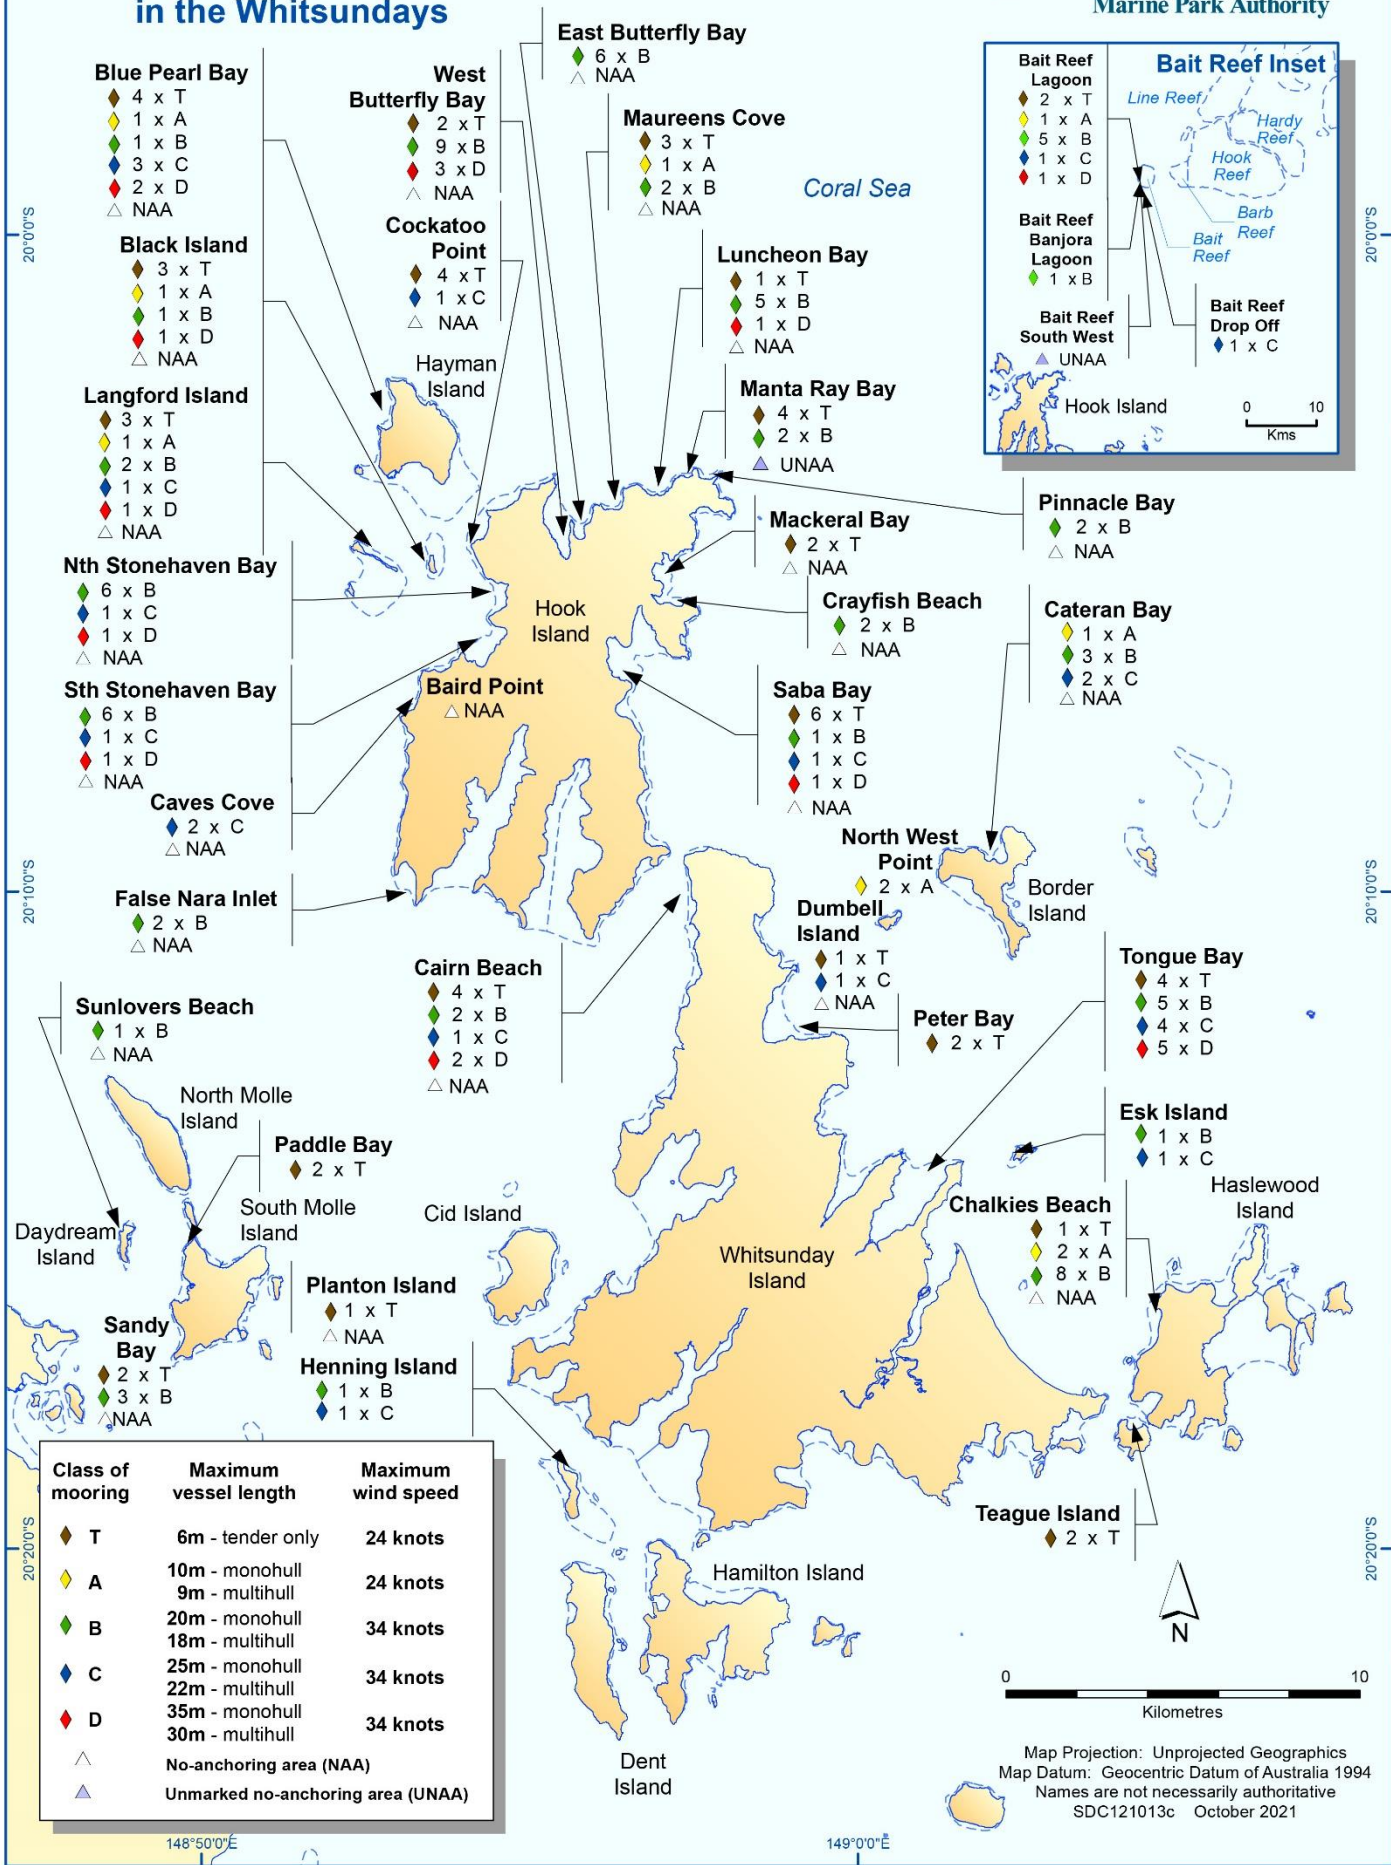 in the Whitsundays
Marine Park Authority
East Butterfly Bay
6 x B
NAA
Blue Pearl Bay
4 x T
1 x A
1 x B
3 x C
2 x D
NAA
West
Butterfly Bay
2 x T
9 x B
3 x D
NAA
Maureens Cove
3 x T
1 x A
2 x B
NAA
Coral Sea
Bait Reef Inset
Bait Reef
Lagoon
2 x T
1 x A
5 x B
1 x C
1 x D
Line Reef
Hardy
Reef
Hook
Reef
Barb
Reef
Bait
Reef
Bait Reef
Banjora
Lagoon
1 x B
Bait Reef
South West
UNAA
Bait Reef
Drop Off
1 x C
Hook Island
0 10
Kms
20°0'0"S
20°0'0"S
Black Island
3 x T
1 x A
1 x B
1 x D
NAA
Cockatoo
Point
4 x T
1 x C
NAA
Luncheon Bay
1 x T
5 x B
1 x D
NAA
Hayman
Island
Langford Island
3 x T
1 x A
2 x B
1 x C
1 x D
NAA
Manta Ray Bay
4 x T
2 x B
UNAA
Pinnacle Bay
2 x B
NAA
Mackeral Bay
2 x T
NAA
Nth Stonehaven Bay
6 x B
1 x C
1 x D
NAA
Hook
Island
Crayfish Beach
2 x B
NAA
Cateran Bay
1 x A
3 x B
2 x C
NAA
Sth Stonehaven Bay
6 x B
1 x C
1 x D
NAA
Baird Point
NAA
Saba Bay
6 x T
1 x B
1 x C
1 x D
NAA
Caves Cove
2 x C
NAA
North West
Point
2 x A
Border
Island
20°10'0"S
20°10'0"S
False Nara Inlet
2 x B
NAA
Dumbell
Island
1 x T
1 x C
NAA
Cairn Beach
4 x T
2 x B
1 x C
2 x D
NAA
Tongue Bay
4 x T
5 x B
4 x C
5 x D
Sunlovers Beach
1 x B
NAA
Peter Bay
2 x T
North Molle
Island
Paddle Bay
2 x T
Esk Island
1 x B
1 x C
Haslewood
Island
South Molle
Island
Cid Island
Chalkies Beach
1 x T
2 x A
8 x B
NAA
Daydream
Island
Whitsunday
Island
Planton Island
1 x T
NAA
Sandy
Bay
2 x T
3 x B
NAA
Henning Island
1 x B
1 x C
Teague Island
2 x T
Class of
mooring
Maximum
vessel length
Maximum
wind speed
T 6m - tender only 24 knots
A 10m - monohull
9m - multihull 24 knots
B 20m - monohull
18m - multihull 34 knots
C 25m - monohull
22m - multihull 34 knots
D 35m - monohull
30m - multihull 34 knots
No-anchoring area (NAA)
Unmarked no-anchoring area (UNAA)
20°20'0"S
20°20'0"S
Hamilton Island
Dent
Island
N
0 10
Kilometres
Map Projection: Unprojected Geographics
Map Datum: Geocentric Datum of Australia 1994
Names are not necessarily authoritative
SDC121013c October 2021
148°50'0"E
149°0'0"E